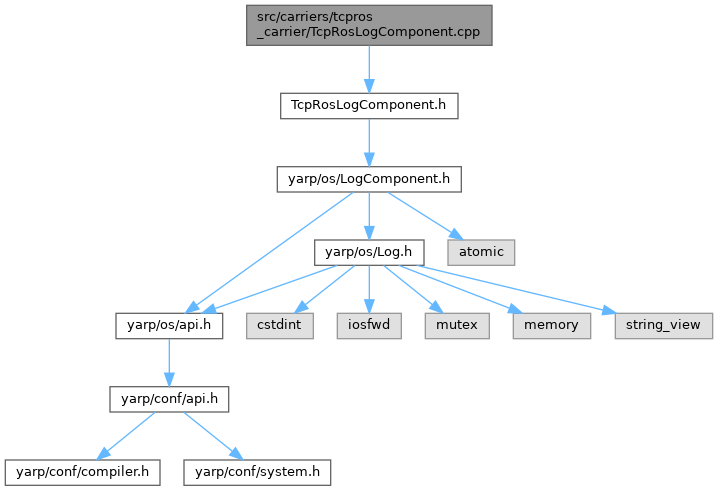 src/carriers/tcpros
_carrier/TcpRosLogComponent.cpp
TcpRosLogComponent.h
yarp/os/LogComponent.h
yarp/os/Log.h
atomic
yarp/os/api.h
cstdint
iosfwd
mutex
memory
string_view
yarp/conf/api.h
yarp/conf/compiler.h
yarp/conf/system.h